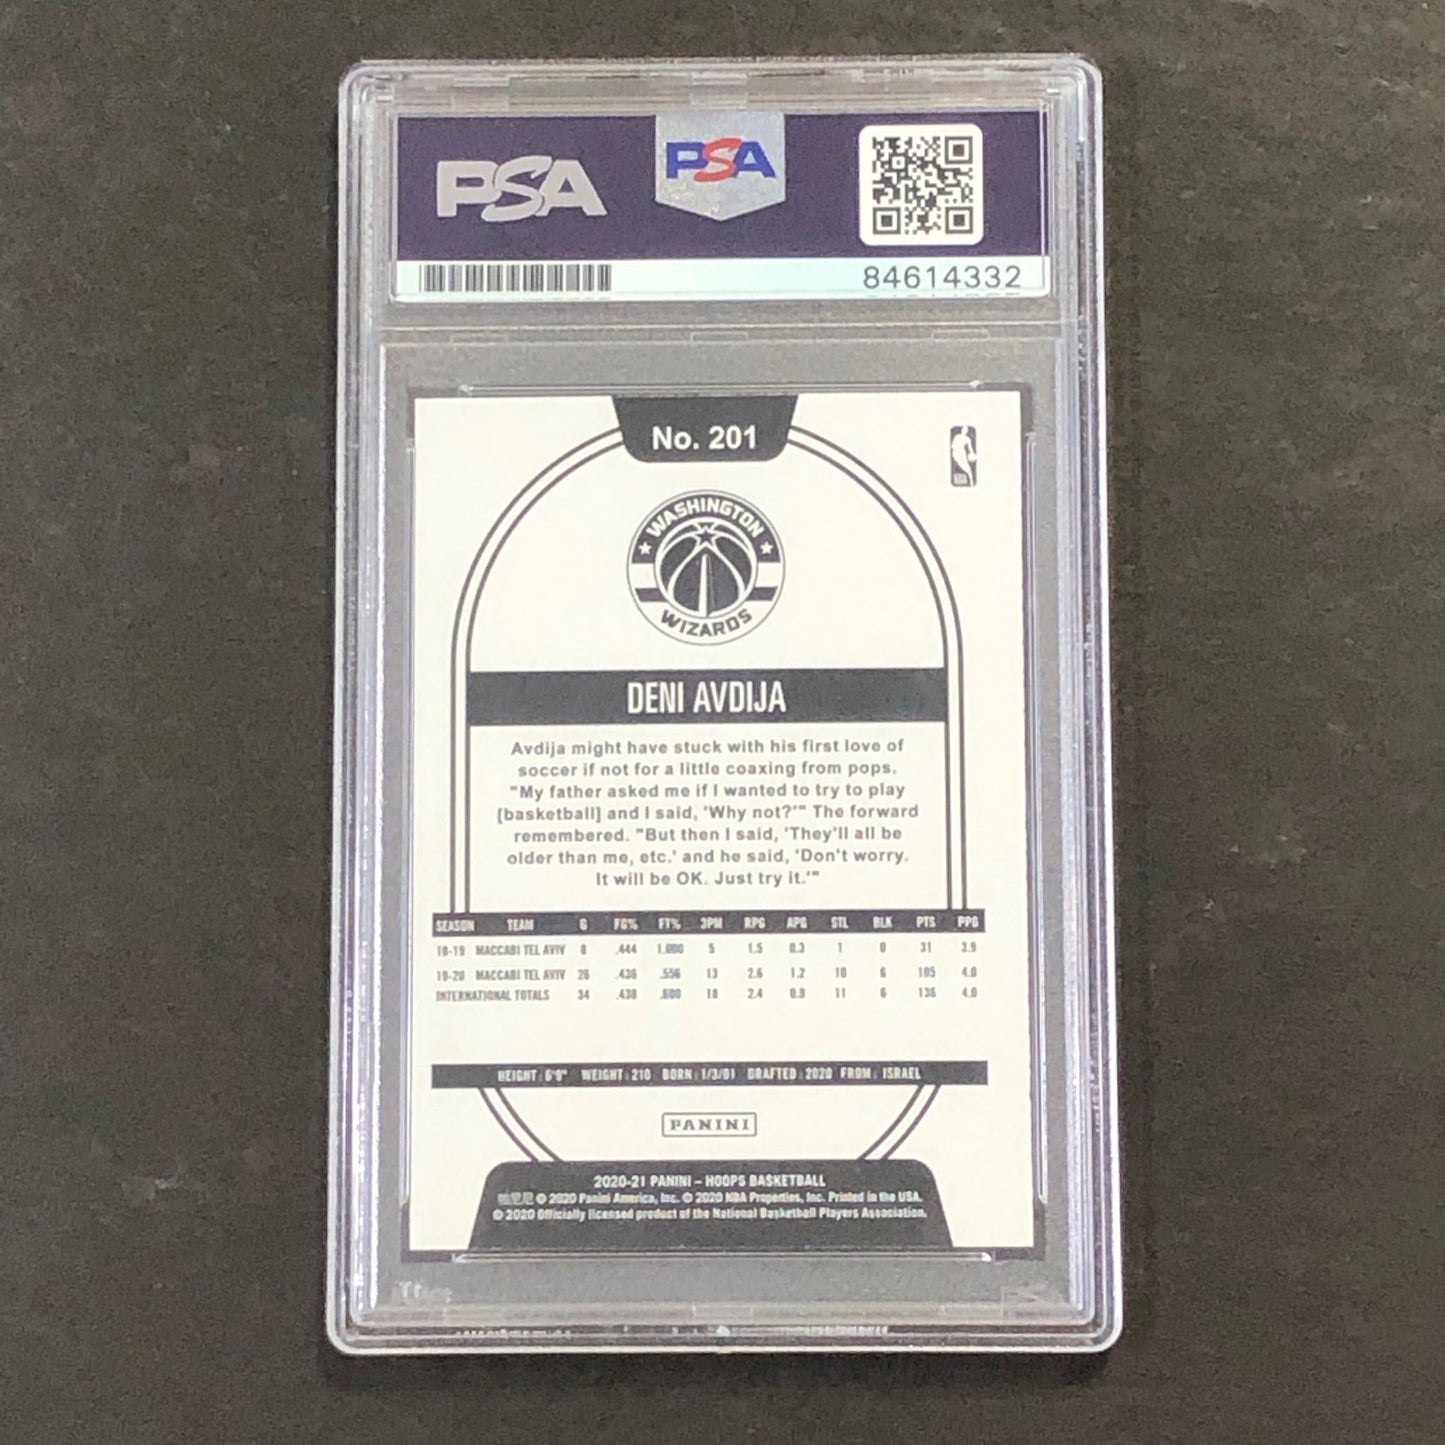 PSA
PSA
84614332
No. 201
WASHINGTON
WIZARDS
DENI AVDIJA
Avdija might have stuck with his first love of
soccer if not for a little coaxing from pops.
"My father asked me if I wanted to try to play
[basketball] and I said, 'Why not?'" The forward
remembered. "But then I said, 'They'll all be
older than me, etc.' and he said, 'Don't worry.
It will be OK. Just try it.'"
SEASON TEAM G FG% FT% 3PM RPG APG STL BLK PTS PPG
18-19 MACCABI TEL AVIV 8 .444 1.000 5 1.5 0.3 1 0 31 3.9
19-20 MACCABI TEL AVIV 26 .436 .556 13 2.6 1.2 10 6 105 4.0
INTERNATIONAL TOTALS 34 .438 .600 18 2.4 0.9 11 6 136 4.0
HEIGHT: 6'9" WEIGHT: 210 BORN: 1/3/01 DRAFTED: 2020 FROM: ISRAEL
PANINI
2020-21 PANINI – HOOPS BASKETBALL
帕尼尼 © 2020 Panini America, Inc. © 2020 NBA Properties, Inc. Printed in the USA.
© 2020 Officially licensed product of the National Basketball Players Association.